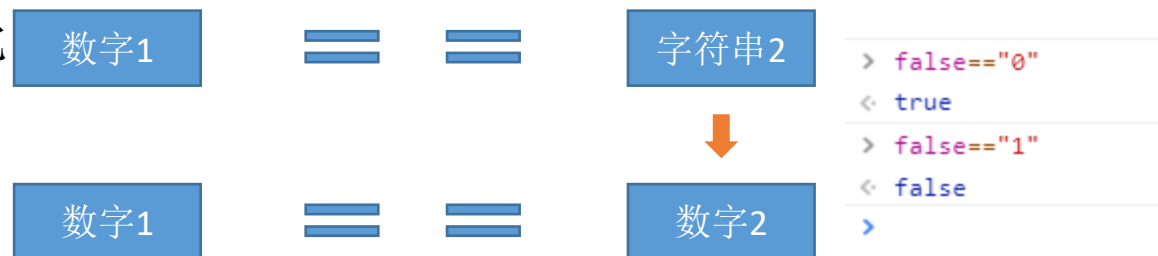 数字1
字符串2
数字1
数字2
> false=="0"
< true
> false=="1"
< false
>